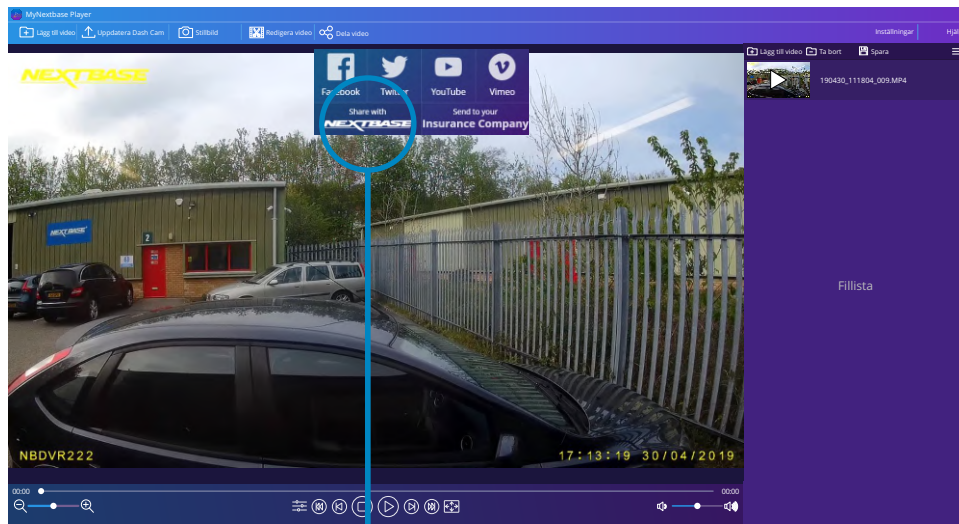 MyNextbase Player
Lägg till video Uppdatera Dash Cam Stillbild Redigera video Dela video Inställningar Hjäl
Lägg till video Ta bort Spara
NEXTBASE
Facebook Twitter YouTube Vimeo
Share with
NEXTBASE
Send to your
Insurance Company
190430_111804_009.MP4
NEXTBASE
2
Fillista
NBDVR222 17:13:19 30/04/2019
00:00 00:00